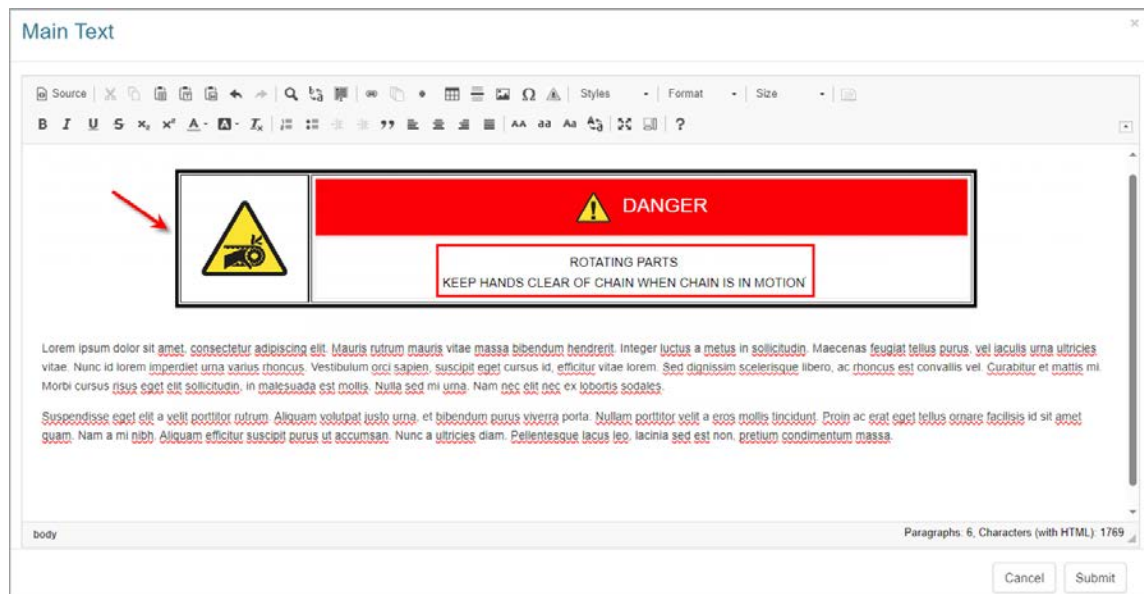 Main Text
×
Source Styles Format Size
B I U S x₂ x² A A Tx AA aa Aa ?
DANGER
ROTATING PARTS
KEEP HANDS CLEAR OF CHAIN WHEN CHAIN IS IN MOTION
Lorem ipsum dolor sit amet, consectetur adipiscing elit. Mauris rutrum mauris vitae massa bibendum hendrerit. Integer luctus a metus in sollicitudin. Maecenas feugiat tellus purus, vel iaculis urna ultricies
vitae. Nunc id lorem imperdiet urna varius rhoncus. Vestibulum orci sapien, suscipit eget cursus id, efficitur vitae lorem. Sed dignissim scelerisque libero, ac rhoncus est convallis vel. Curabitur et mattis mi.
Morbi cursus risus eget elit sollicitudin, in malesuada est mollis. Nulla sed mi urna. Nam nec elit nec ex lobortis sodales.
Suspendisse eget elit a velit porttitor rutrum. Aliquam volutpat justo urna, et bibendum purus viverra porta. Nullam porttitor velit a eros mollis tincidunt. Proin ac erat eget tellus ornare facilisis id sit amet
quam. Nam a mi nibh. Aliquam efficitur suscipit purus ut accumsan. Nunc a ultricies diam. Pellentesque lacus leo, lacinia sed est non, pretium condimentum massa.
body Paragraphs: 6, Characters (with HTML): 1769
Cancel Submit